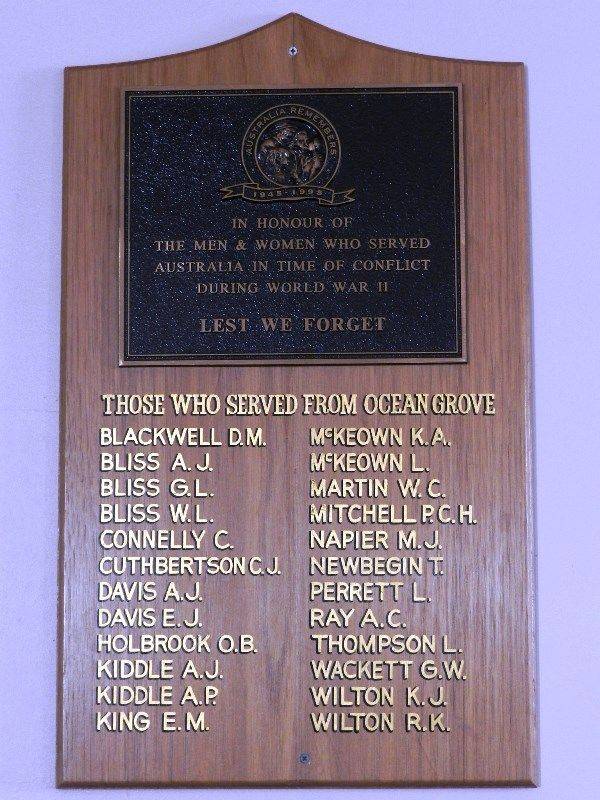 AUSTRALIA REMEMBERS
1945 - 1995
IN HONOUR OF
THE MEN & WOMEN WHO SERVED
AUSTRALIA IN TIME OF CONFLICT
DURING WORLD WAR II
LEST WE FORGET
THOSE WHO SERVED FROM OCEAN GROVE
BLACKWELL D.M.
BLISS A.J.
BLISS G.L.
BLISS W.L.
CONNELLY C.
CUTHBERTSON C.J.
DAVIS A.J.
DAVIS E.J.
HOLBROOK O.B.
KIDDLE A.J.
KIDDLE A.P.
KING E.M.
McKEOWN K.A.
McKEOWN L.
MARTIN W.C.
MITCHELL P.C.H.
NAPIER M.J.
NEWBEGIN T.
PERRETT L.
RAY A.C.
THOMPSON L.
WACKETT G.W.
WILTON K.J.
WILTON R.K.